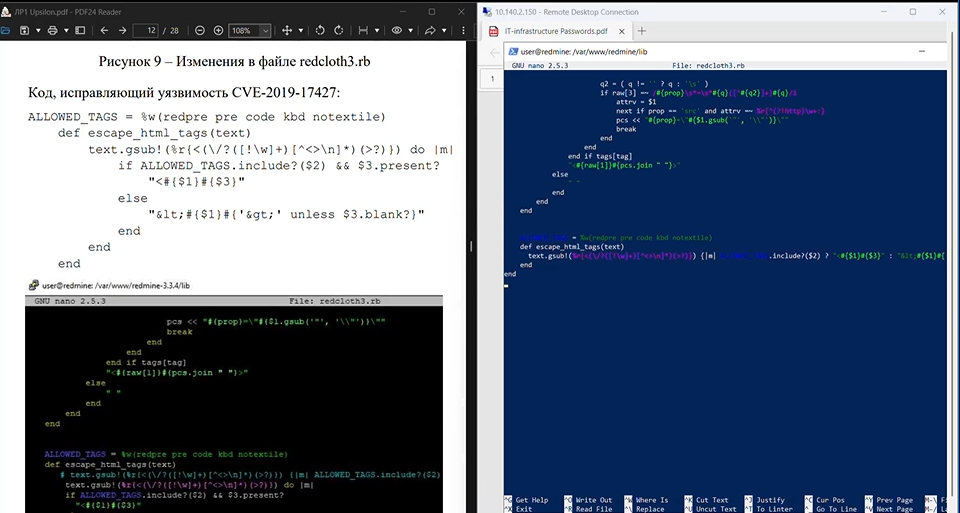 ЛР1 Upsilon.pdf - PDF24 Reader
12 / 28
108%
Рисунок 9 – Изменения в файле redcloth3.rb
Код, исправляющий уязвимость CVE-2019-17427:
ALLOWED_TAGS = %w(redpre pre code kbd notextile)
def escape_html_tags(text)
text.gsub!(%r{<(\/?([!\w]+)[^<>\n]*)(>?)}) do |m|
if ALLOWED_TAGS.include?($2) && $3.present?
"<#{$1}#{$3}"
else
"&lt;#{$1}#{'&gt;' unless $3.blank?}"
end
end
end
user@redmine: /var/www/redmine-3.3.4/lib
GNU nano 2.5.3 File: redcloth3.rb
pcs << "#{prop}=\"#{$1.gsub('"', '\\"')}\""
break
end
end
end if tags[tag]
"<#{raw[1]}#{pcs.join " "}>"
else
" "
end
end
end
ALLOWED_TAGS = %w(redpre pre code kbd notextile)
def escape_html_tags(text)
# text.gsub!(%r{<(\/?([!\w]+)[^<>\n]*)(>?)}) {|m| ALLOWED_TAGS.include?($2)
text.gsub!(%r{<(\/?([!\w]+)[^<>\n]*)(>?)}) do |m|
if ALLOWED_TAGS.include?($2) && $3.present?
"<#{$1}#{$3}"
10.140.2.150 - Remote Desktop Connection
IT-infrastructure Passwords.pdf
user@redmine: /var/www/redmine/lib
1
GNU nano 2.5.3 File: redcloth3.rb
q2 = ( q != '' ? q : '\s' )
if raw[3] =~ /#{prop}\s*=\s*#{q}([^#{q2}]+)#{q}/i
attrv = $1
next if prop == 'src' and attrv =~ %r{^(?!http)\w+:}
pcs << "#{prop}=\"#{$1.gsub('"', '\\"')}\""
break
end
end
end if tags[tag]
"<#{raw[1]}#{pcs.join " "}>"
else
" "
end
end
end
ALLOWED_TAGS = %w(redpre pre code kbd notextile)
def escape_html_tags(text)
text.gsub!(%r{<(\/?([!\w]+)[^<>\n]*)(>?)}) {|m| ALLOWED_TAGS.include?($2) ? "<#{$1}#{$3}" : "&lt;#{$1}#{
end
end
^G Get Help ^O Write Out ^W Where Is ^K Cut Text ^J Justify ^C Cur Pos ^Y Prev Page
^X Exit ^R Read File ^\ Replace ^U Uncut Text ^T To Linter ^_ Go To Line ^V Next Page